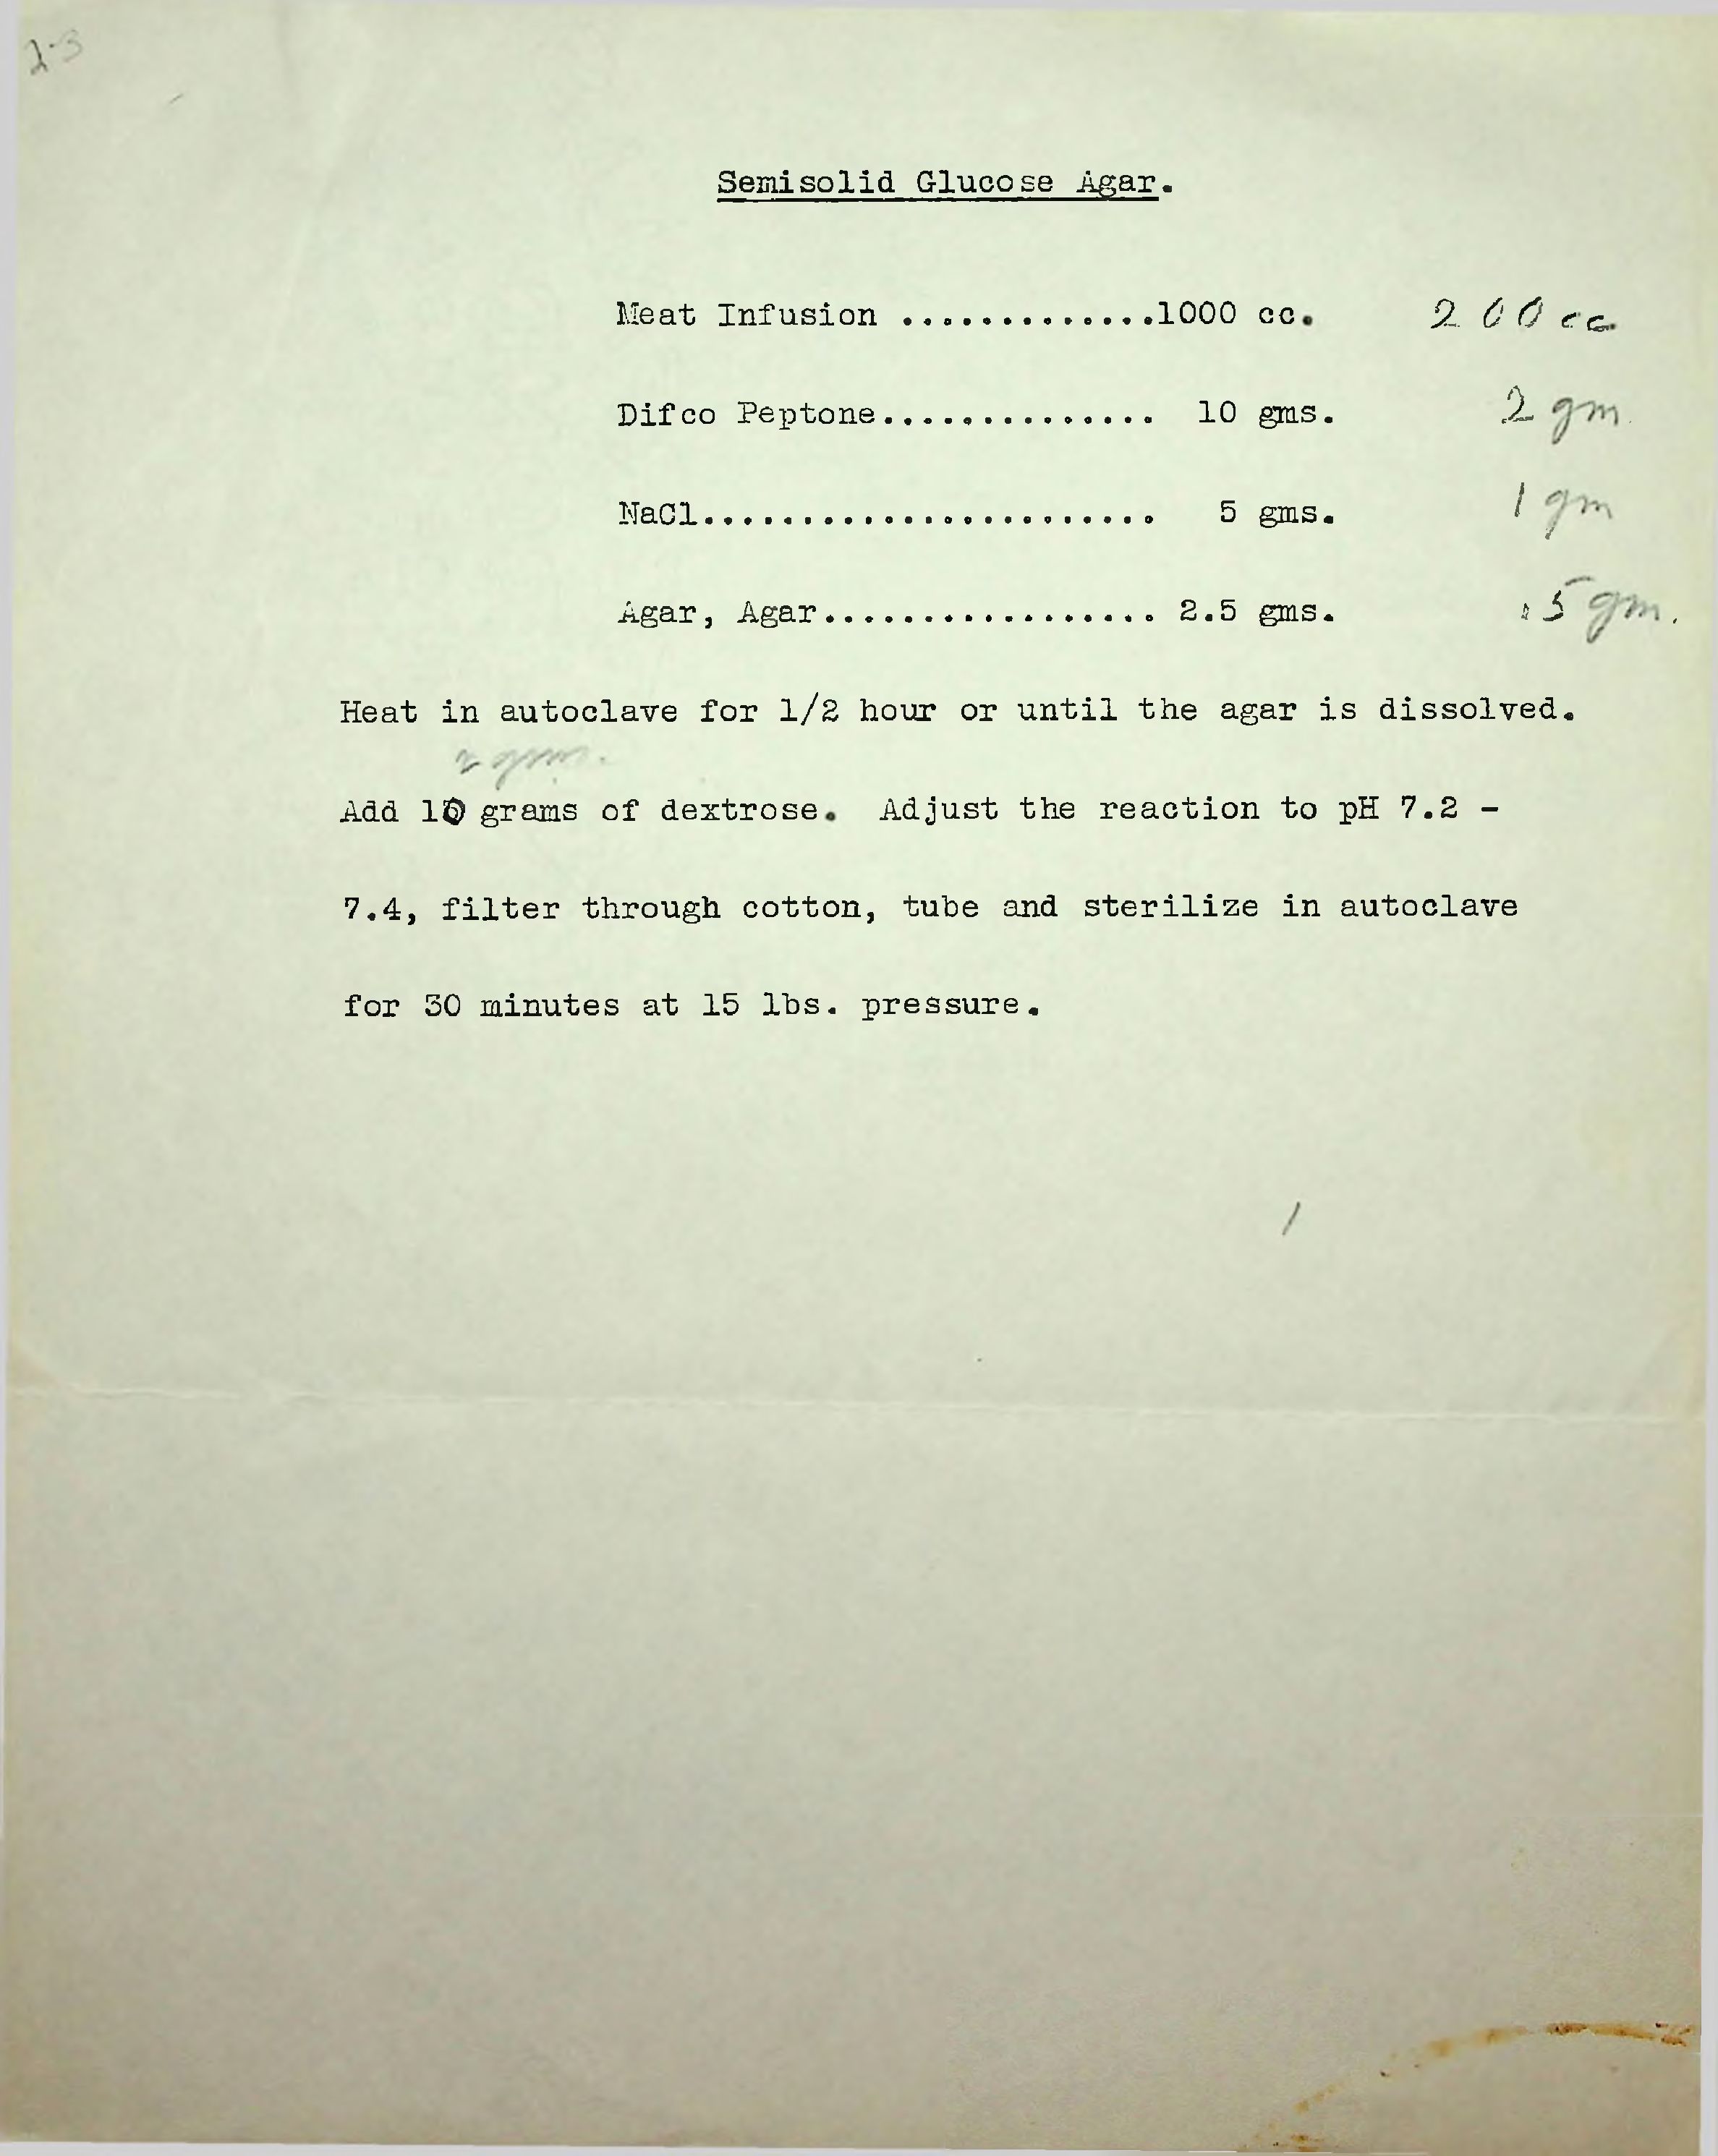 2-3
Semisolid Glucose Agar.
Meat Infusion .............1000 cc. 200 cc.
Difco Peptone.............. 10 gms. 2 gm.
NaCl....................... 5 gms. 1 gm
Agar, Agar................. 2.5 gms. .5 gm.
Heat in autoclave for 1/2 hour or until the agar is dissolved.
2 gm.
Add 10 grams of dextrose. Adjust the reaction to pH 7.2 -
7.4, filter through cotton, tube and sterilize in autoclave
for 30 minutes at 15 lbs. pressure.